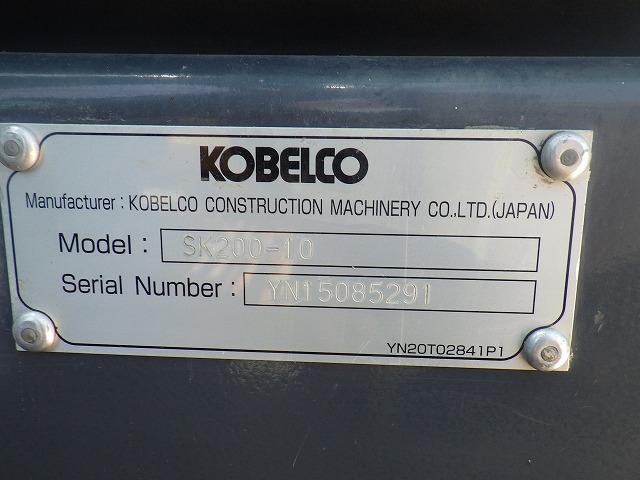 KOBELCO
Manufacturer : KOBELCO CONSTRUCTION MACHINERY CO.,LTD.(JAPAN)
Model : SK200-10
Serial Number : YN15085291
YN20T02841P1